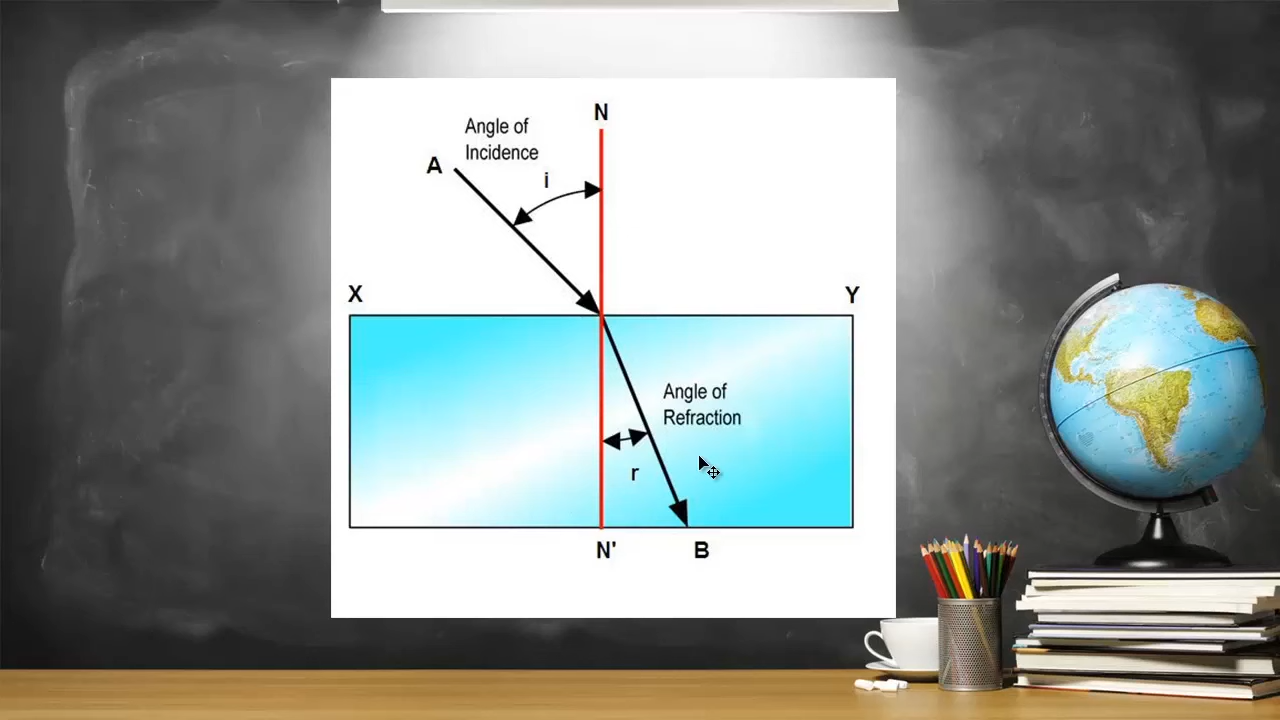 N
Angle of
Incidence
A
i
X
Y
Angle of
Refraction
r
N'
B